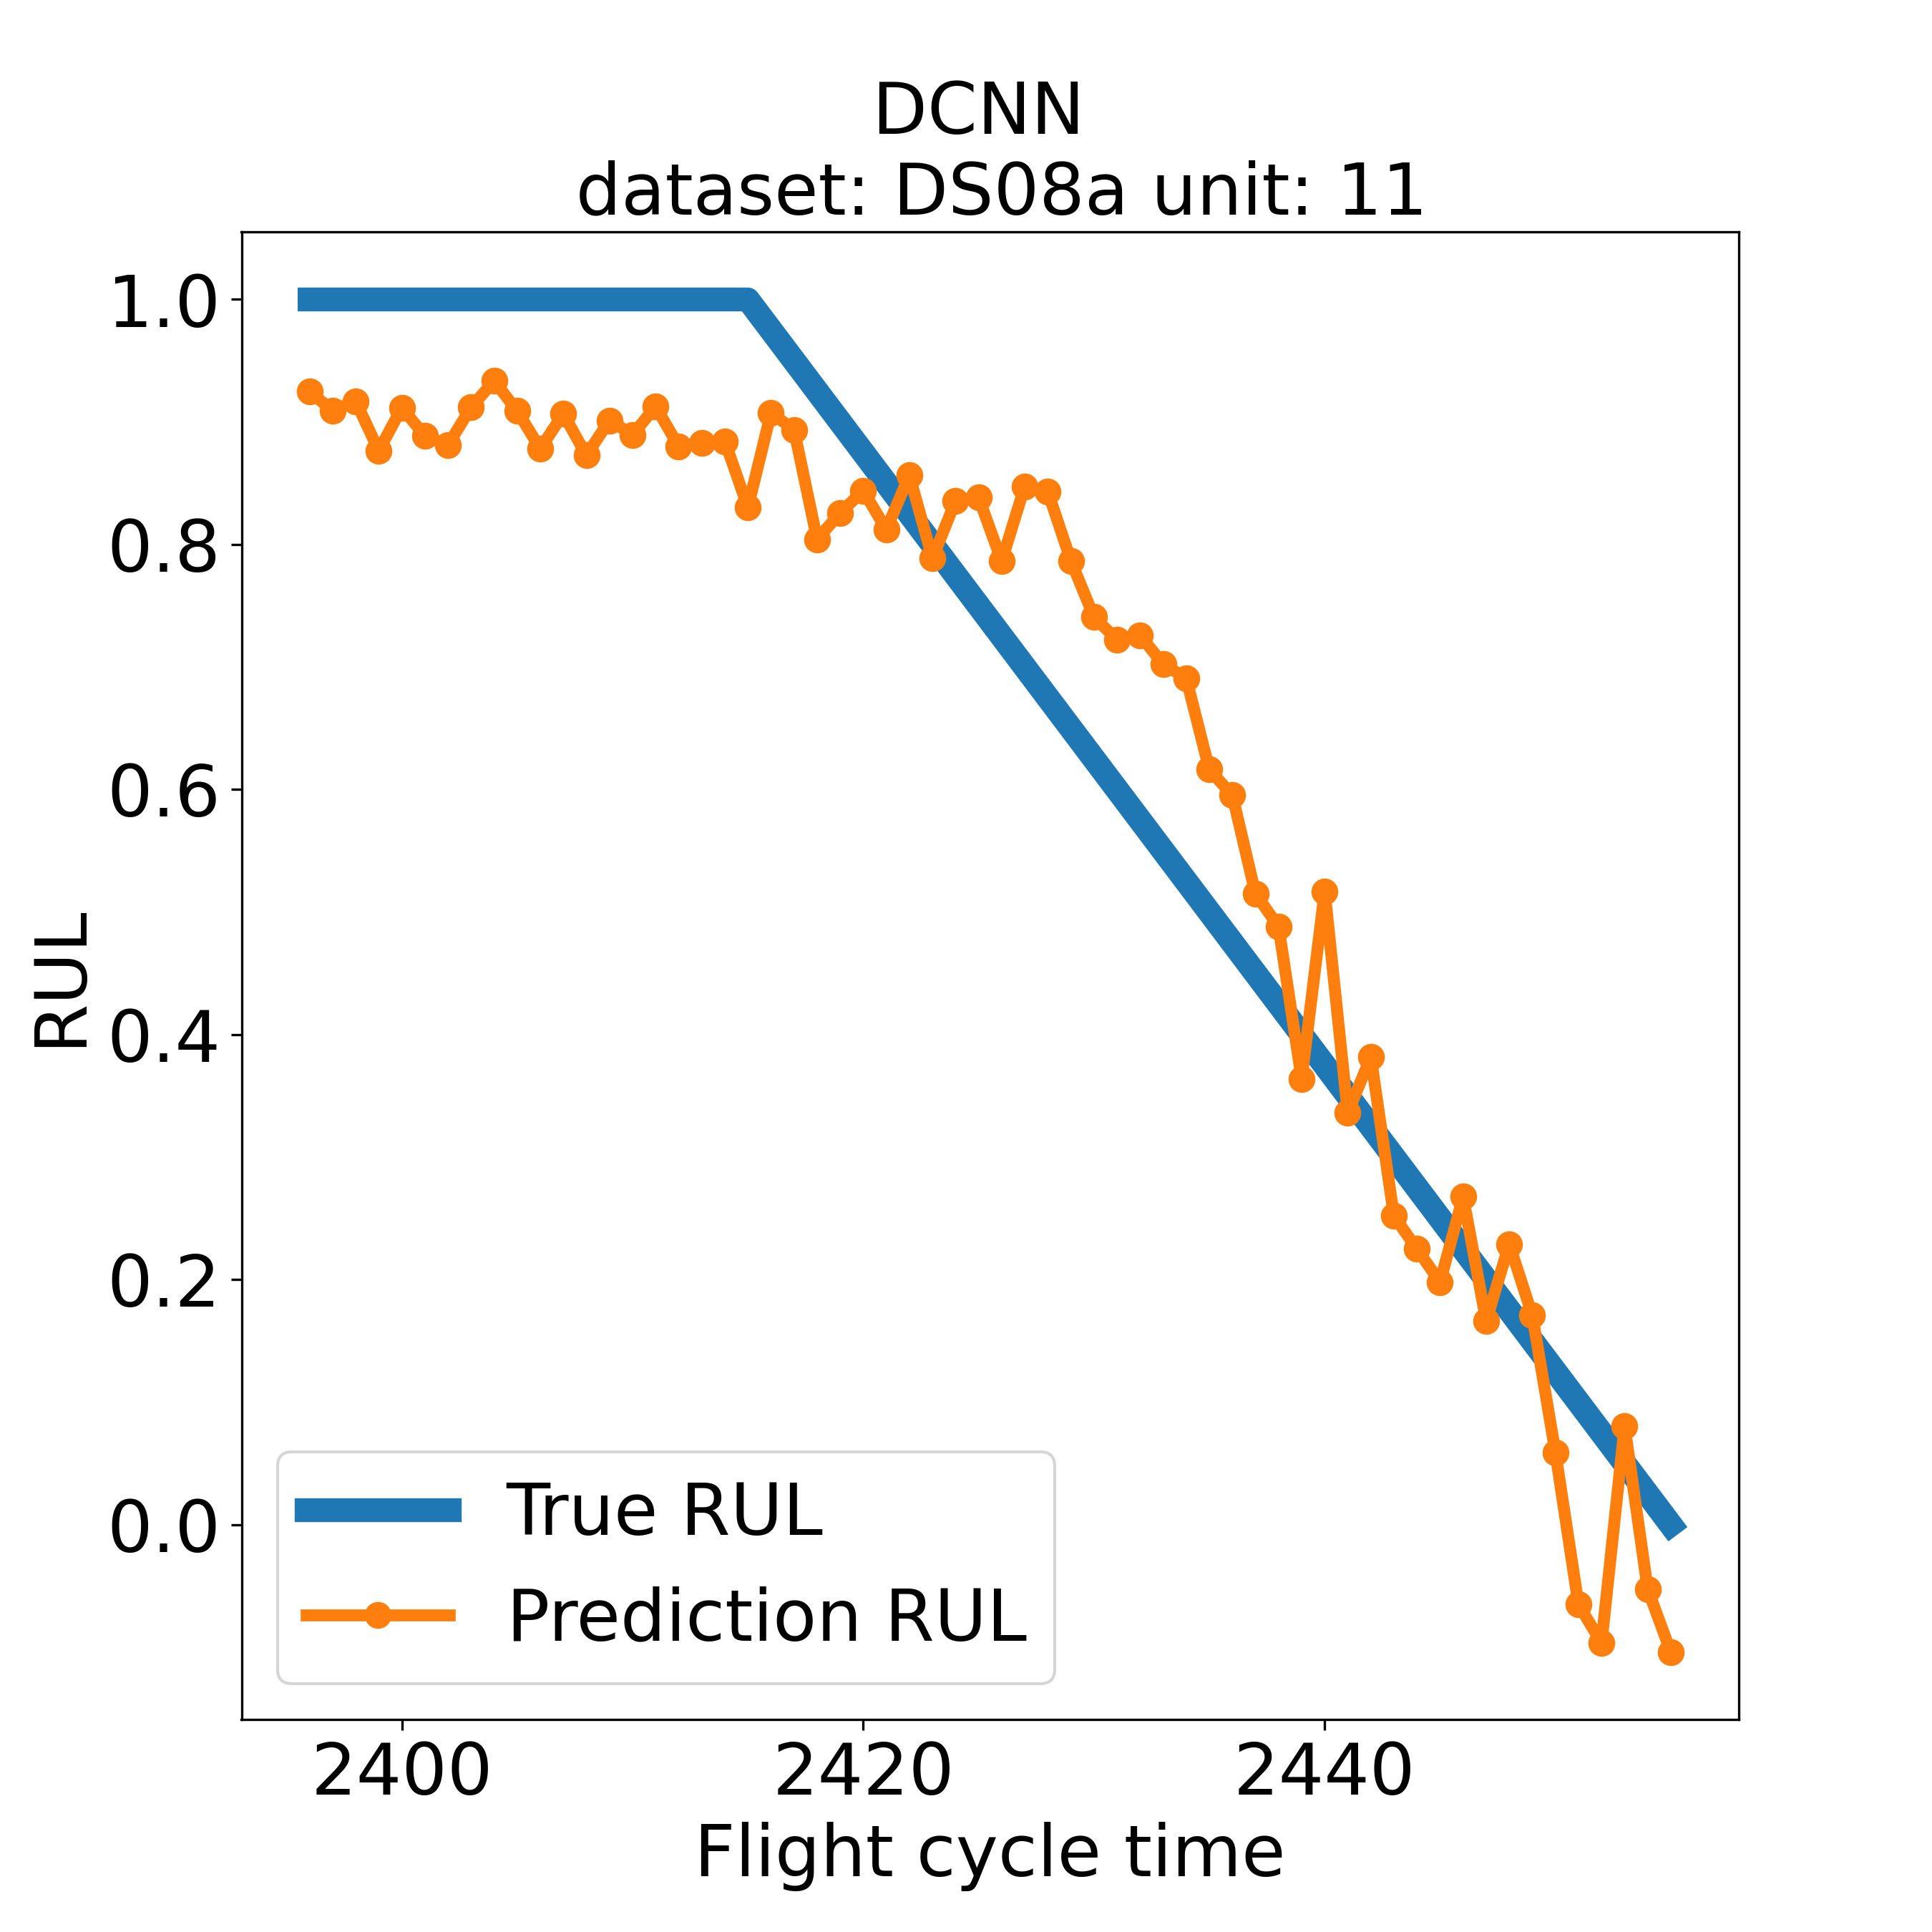 DCNN
dataset: DS08a unit: 11
1.0
0.8
0.6
0.4
0.2
0.0
RUL
True RUL
Prediction RUL
2400 2420 2440
Flight cycle time